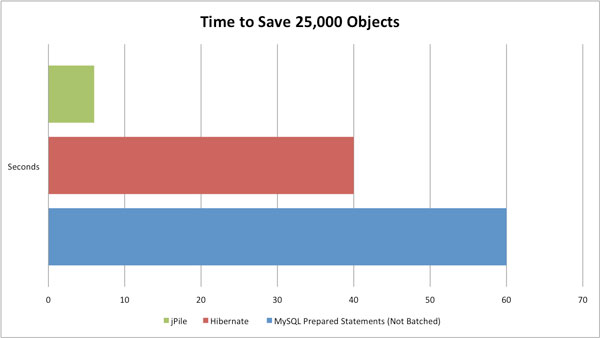 Time to Save 25,000 Objects
Seconds
0 10 20 30 40 50 60 70
jPile Hibernate MySQL Prepared Statements (Not Batched)